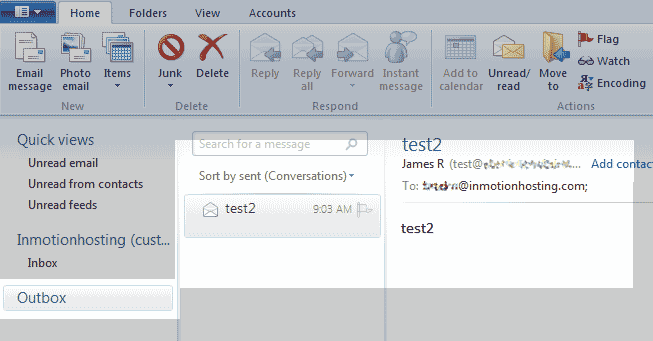 Home Folders View Accounts
Email message
Photo email
Items
Junk
Delete
Reply
Reply all
Forward
Instant message
Add to calendar
Unread/ read
Move to
Flag
Watch
Encoding
New
Delete
Respond
Actions
Quick views
Unread email
Unread from contacts
Unread feeds
Inmotionhosting (cust...
Inbox
Outbox
Search for a message
Sort by sent (Conversations)
test2 9:03 AM
test2
James R (test@ .... Add contac
To: @inmotionhosting.com;
test2